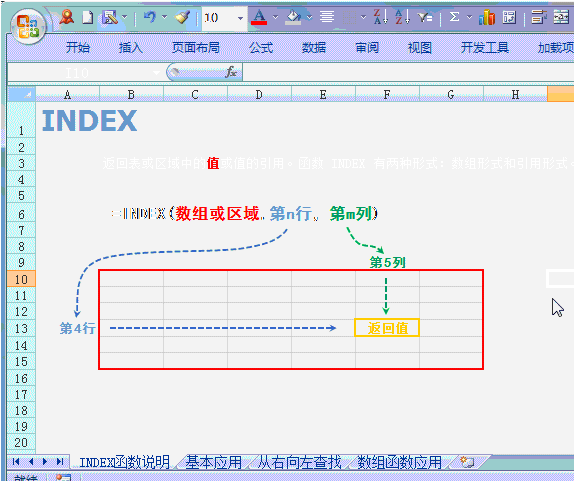 10
开始 插入 页面布局 公式 数据 审阅 视图 开发工具 加载项
I10 fx
A B C D E F G H
1 INDEX
2
3 返回表或区域中的值或值的引用。函数 INDEX 有两种形式:数组形式和引用形式。
4
5
6 =INDEX(数组或区域,第n行, 第m列)
7
8
9 第5列
10
11
12
13 第4行 返回值
14
15
16
17
18
19
20
INDEX函数说明 基本应用 从右向左查找 数组函数应用
就绪